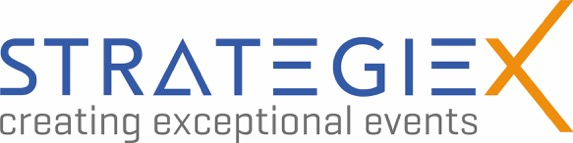 STRATEGIEX
creating exceptional events